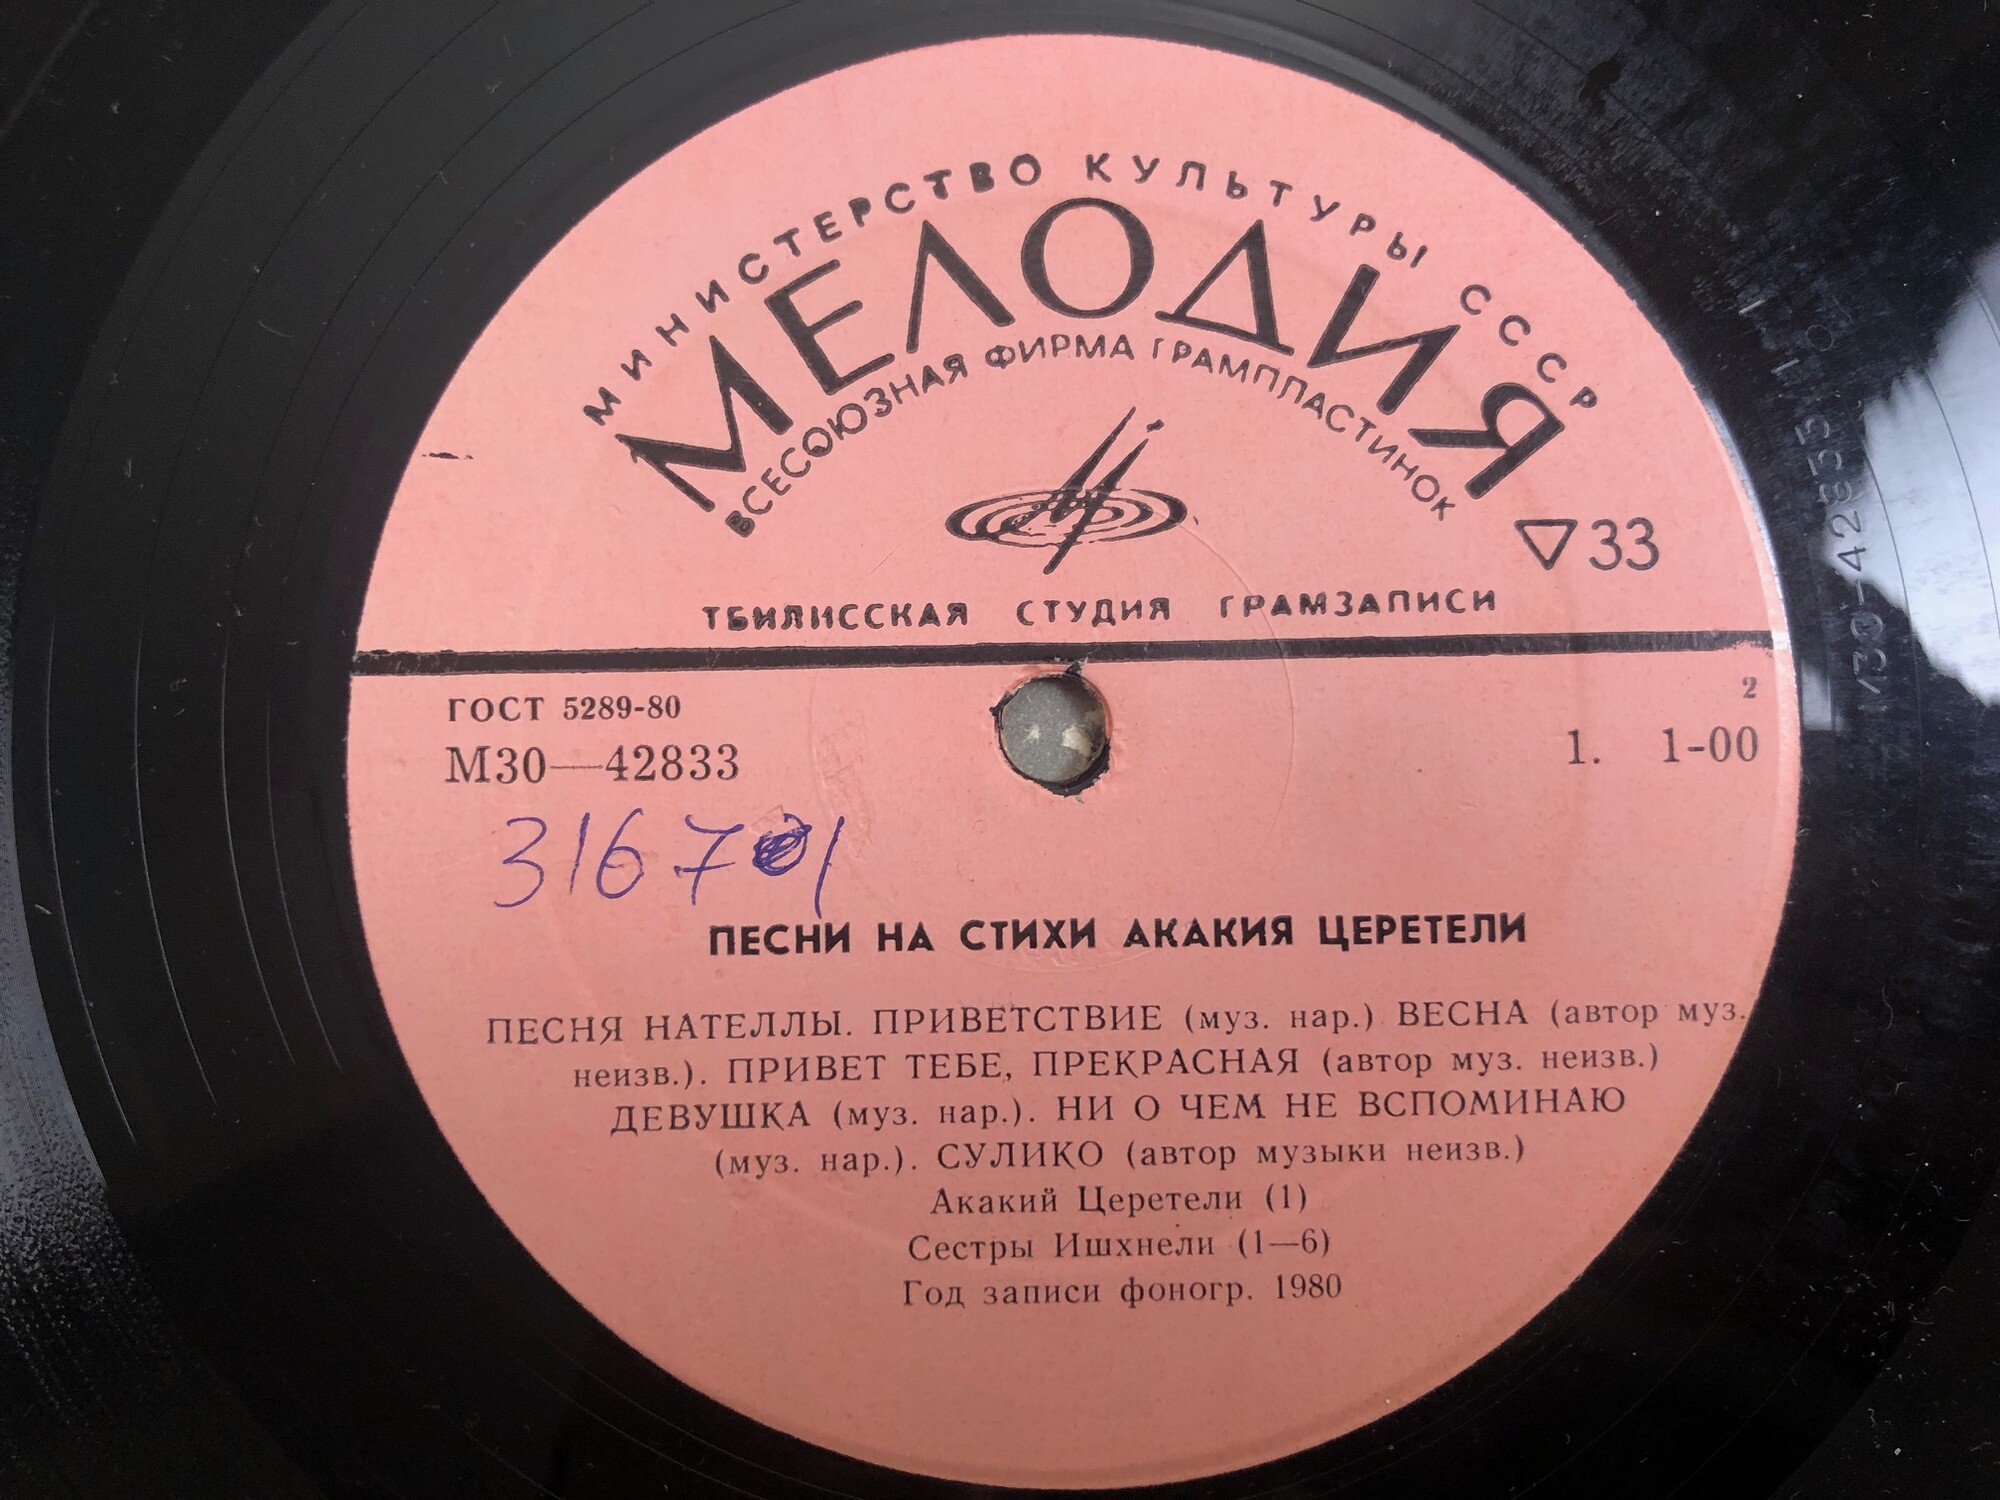 МИНИСТЕРСТВО КУЛЬТУРЫ СССР
МЕЛОДИЯ
ВСЕСОЮЗНАЯ ФИРМА ГРАМПЛАСТИНОК
33
ТБИЛИССКАЯ СТУДИЯ ГРАМЗАПИСИ
ГОСТ 5289-80
2
М30—42833
1. 1-00
ПЕСНИ НА СТИХИ АКАКИЯ ЦЕРЕТЕЛИ
ПЕСНЯ НАТЕЛЛЫ. ПРИВЕТСТВИЕ (муз. нар.) ВЕСНА (автор муз.
неизв.). ПРИВЕТ ТЕБЕ, ПРЕКРАСНАЯ (автор муз. неизв.)
ДЕВУШКА (муз. нар.). НИ О ЧЕМ НЕ ВСПОМИНАЮ
(муз. нар.). СУЛИКО (автор музыки неизв.)
Акакий Церетели (1)
Сестры Ишхнели (1—6)
Год записи фоногр. 1980